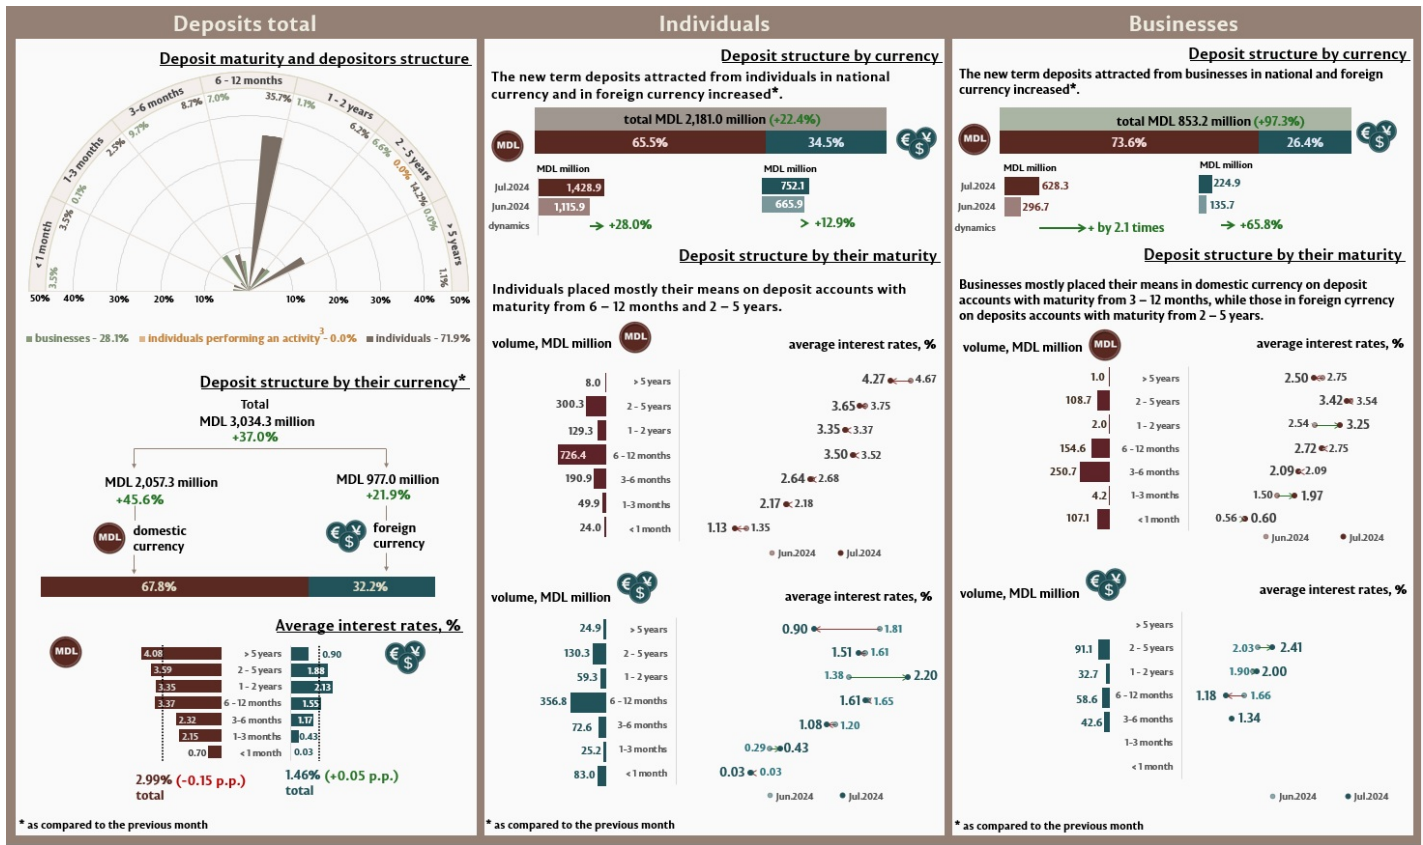 Deposits total
Deposit maturity and depositors structure
< 1 month
1-3 months
3-6 months
6 - 12 months
1 - 2 years
2 - 5 years
> 5 years
3.5%
3.5%
0.1%
2.5%
9.7%
8.7%
7.0%
35.7%
1.1%
6.2%
6.6%
0.0%
14.2%
0.0%
1.1%
50% 40% 30% 20% 10% 10% 20% 30% 40% 50%
businesses - 28.1% individuals performing an activity3 - 0.0% individuals - 71.9%
Deposit structure by their currency*
Total
MDL 3,034.3 million
+37.0%
MDL 2,057.3 million
+45.6%
MDL 977.0 million
+21.9%
MDL
domestic
currency
€ ¥ $
foreign
currency
67.8% 32.2%
Average interest rates, %
MDL
€ ¥ $
4.08 > 5 years 0.90
3.59 2 - 5 years 1.88
3.35 1 - 2 years 2.13
3.37 6 - 12 months 1.55
2.32 3-6 months 1.17
2.15 1-3 months 0.43
0.70 < 1 month 0.03
2.99% (-0.15 p.p.)
total
1.46% (+0.05 p.p.)
total
* as compared to the previous month
Individuals
Deposit structure by currency
The new term deposits attracted from individuals in national
currency and in foreign currency increased*.
total MDL 2,181.0 million (+22.4%)
MDL 65.5% 34.5% € ¥ $
MDL million MDL million
Jul.2024 1,428.9 752.1
Jun.2024 1,115.9 665.9
dynamics +28.0% +12.9%
Deposit structure by their maturity
Individuals placed mostly their means on deposit accounts with
maturity from 6 – 12 months and 2 – 5 years.
volume, MDL million MDL average interest rates, %
8.0 > 5 years 4.27 4.67
300.3 2 - 5 years 3.65 3.75
129.3 1 - 2 years 3.35 3.37
726.4 6 - 12 months 3.50 3.52
190.9 3-6 months 2.64 2.68
49.9 1-3 months 2.17 2.18
24.0 < 1 month 1.13 1.35
Jun.2024 Jul.2024
€ ¥ $
volume, MDL million average interest rates, %
24.9 > 5 years 0.90 1.81
130.3 2 - 5 years 1.51 1.61
59.3 1 - 2 years 1.38 2.20
356.8 6 - 12 months 1.61 1.65
72.6 3-6 months 1.08 1.20
25.2 1-3 months 0.29 0.43
83.0 < 1 month 0.03 0.03
Jun.2024 Jul.2024
* as compared to the previous month
Businesses
Deposit structure by currency
The new term deposits attracted from businesses in national and foreign
currency increased*.
total MDL 853.2 million (+97.3%)
MDL 73.6% 26.4% € ¥ $
MDL million MDL million
Jul.2024 628.3 224.9
Jun.2024 296.7 135.7
dynamics + by 2.1 times +65.8%
Deposit structure by their maturity
Businesses mostly placed their means in domestic currency on deposit
accounts with maturity from 3 – 12 months, while those in foreign cyrrency
on deposits accounts with maturity from 2 – 5 years.
volume, MDL million MDL average interest rates, %
1.0 > 5 years 2.50 2.75
108.7 2 - 5 years 3.42 3.54
2.0 1 - 2 years 2.54 3.25
154.6 6 - 12 months 2.72 2.75
250.7 3-6 months 2.09 2.09
4.2 1-3 months 1.50 1.97
107.1 < 1 month 0.56 0.60
Jun.2024 Jul.2024
€ ¥ $
volume, MDL million average interest rates, %
> 5 years
91.1 2 - 5 years 2.03 2.41
32.7 1 - 2 years 1.90 2.00
58.6 6 - 12 months 1.18 1.66
42.6 3-6 months 1.34
1-3 months
< 1 month
Jun.2024 Jul.2024
* as compared to the previous month